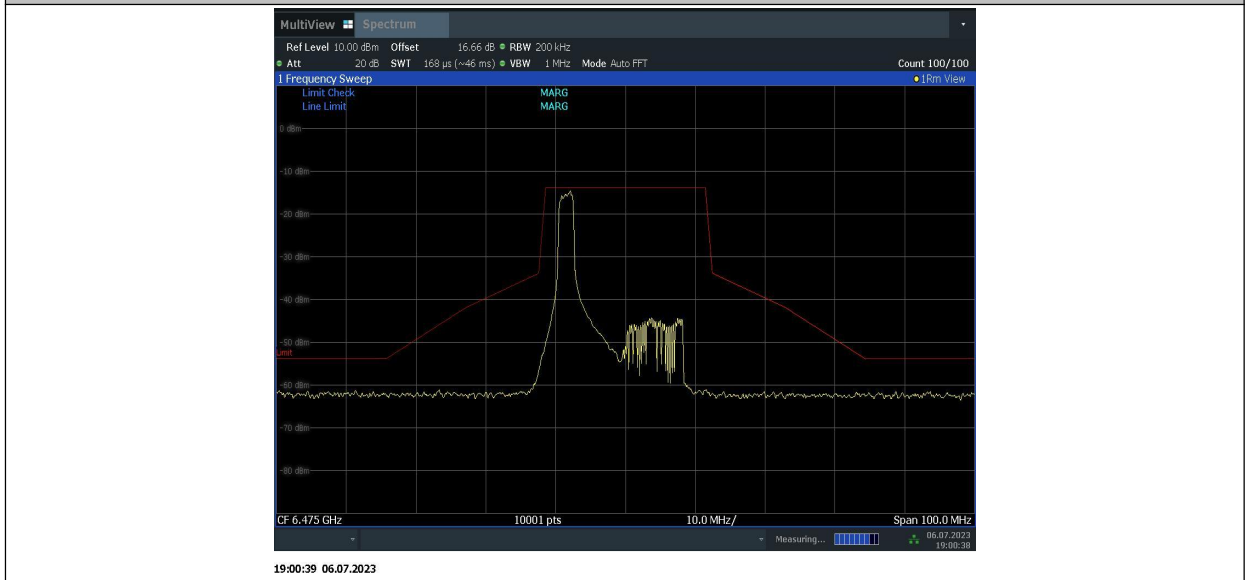 MultiView Spectrum
Ref Level 10.00 dBm Offset 16.66 dB RBW 200 kHz
Att 20 dB SWT 168 µs (~46 ms) VBW 1 MHz Mode Auto FFT Count 100/100
1 Frequency Sweep 1Rm View
Limit Check MARG
Line Limit MARG
0 dBm
-10 dBm
-20 dBm
-30 dBm
-40 dBm
-50 dBm
-60 dBm
-70 dBm
-80 dBm
CF 6.475 GHz 10001 pts 10.0 MHz/ Span 100.0 MHz
Measuring... 06.07.2023
19:00:38
19:00:39 06.07.2023